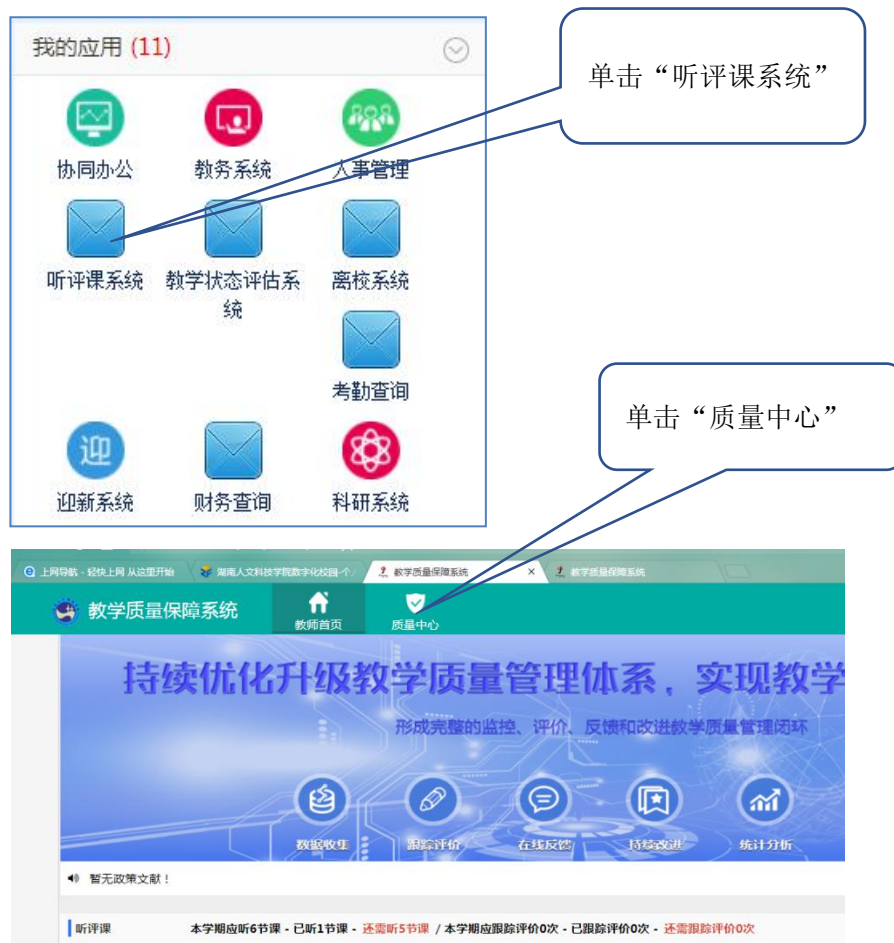 我的应用 (11)
单击“听评课系统”
协同办公 教务系统 人事管理
听评课系统 教学状态评估系 离校系统
统
考勤查询
单击“质量中心”
迎
迎新系统 财务查询 科研系统
上网导航 - 轻快上网 从这里开始 湖南人文科技学院数字化校园-个 教学质量保障系统 × 教学质量保障系统
教学质量保障系统 教师首页 质量中心
持续优化升级教学质量管理体系，实现教学
形成完整的监控、评价、反馈和改进教学质量管理闭环
数据收集 跟踪评价 在线反馈 持续改进 统计分析
暂无政策文献！
听评课 本学期应听6节课 - 已听1节课 - 还需听5节课 / 本学期应跟踪评价0次 - 已跟踪评价0次 - 还需跟踪评价0次